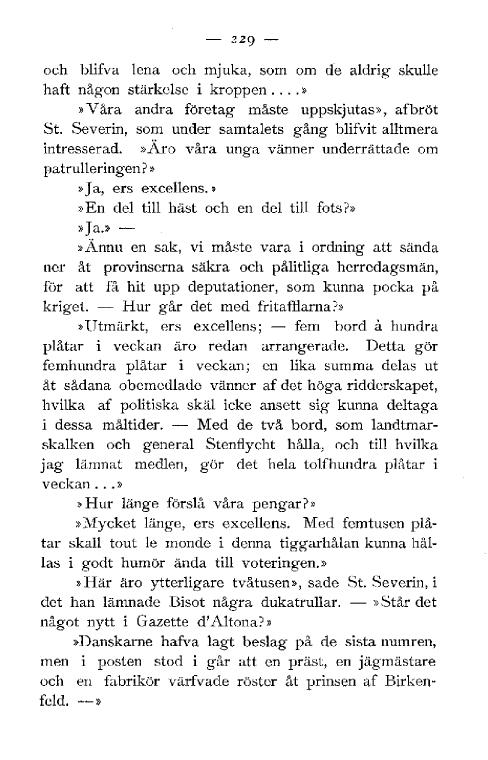 — 229 —
och blifva lena och mjuka, som om de aldrig skulle
haft någon stärkelse i kroppen . . . .»
»Våra andra företag måste uppskjutas», afbröt
St. Severin, som under samtalets gång blifvit alltmera
intresserad. »Äro våra unga vänner underrättade om
patrulleringen?»
»Ja, ers excellens.»
»En del till häst och en del till fots?»
»Ja.» —
»Ännu en sak, vi måste vara i ordning att sända
ner åt provinserna säkra och pålitliga herredagsmän,
för att få hit upp deputationer, som kunna pocka på
kriget. — Hur går det med fritafflarna?»
»Utmärkt, ers excellens; — fem bord à hundra
plåtar i veckan äro redan arrangerade. Detta gör
femhundra plåtar i veckan; en lika summa delas ut
åt sådana obemedlade vänner af det höga ridderskapet,
hvilka af politiska skäl icke ansett sig kunna deltaga
i dessa måltider. — Med de två bord, som landtmar-
skalken och general Stenflycht hålla, och till hvilka
jag lämnat medlen, gör det hela tolfhundra plåtar i
veckan . . .»
»Hur länge förslå våra pengar?»
»Mycket länge, ers excellens. Med femtusen plå-
tar skall tout le monde i denna tiggarhålan kunna hål-
las i godt humör ända till voteringen.»
»Här äro ytterligare tvåtusen», sade St. Severin, i
det han lämnade Bisot några dukatrullar. — »Står det
något nytt i Gazette d'Altona?»
»Danskarne hafva lagt beslag på de sista numren,
men i posten stod i går att en präst, en jägmästare
och en fabrikör värfvade röster åt prinsen af Birken-
feld. —»